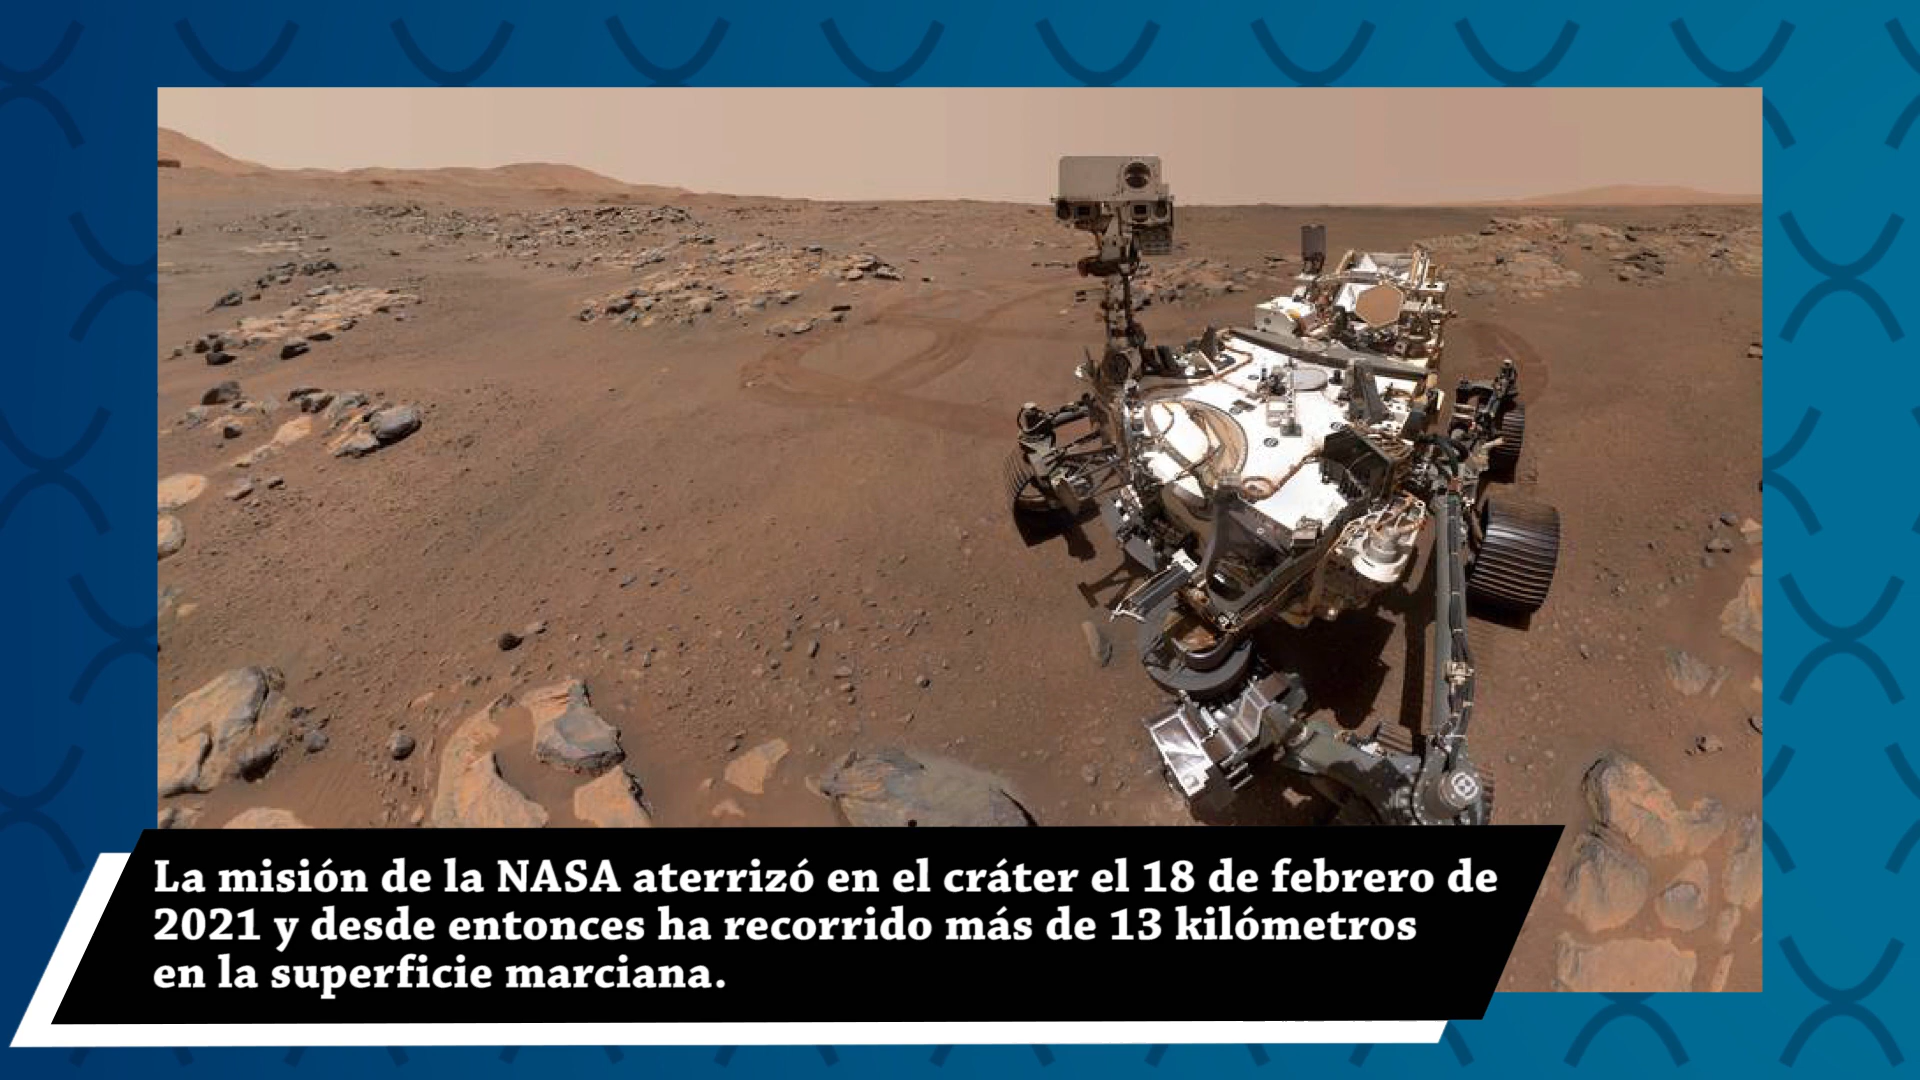 La misión de la NASA aterrizó en el cráter el 18 de febrero de
2021 y desde entonces ha recorrido más de 13 kilómetros
en la superficie marciana.